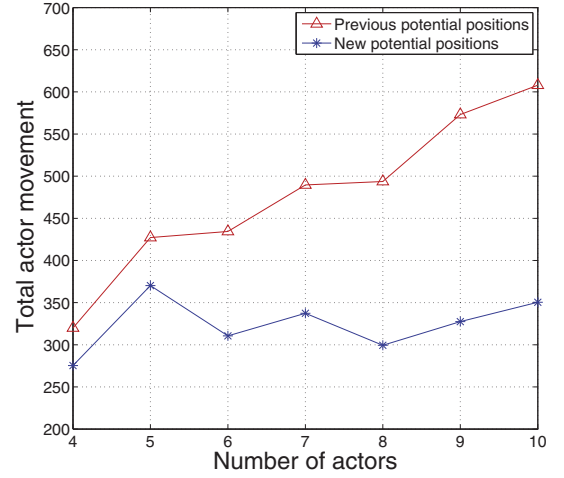 700
650
600
550
500
450
400
350
300
250
200
Total actor movement
Previous potential positions
New potential positions
4 5 6 7 8 9 10
Number of actors